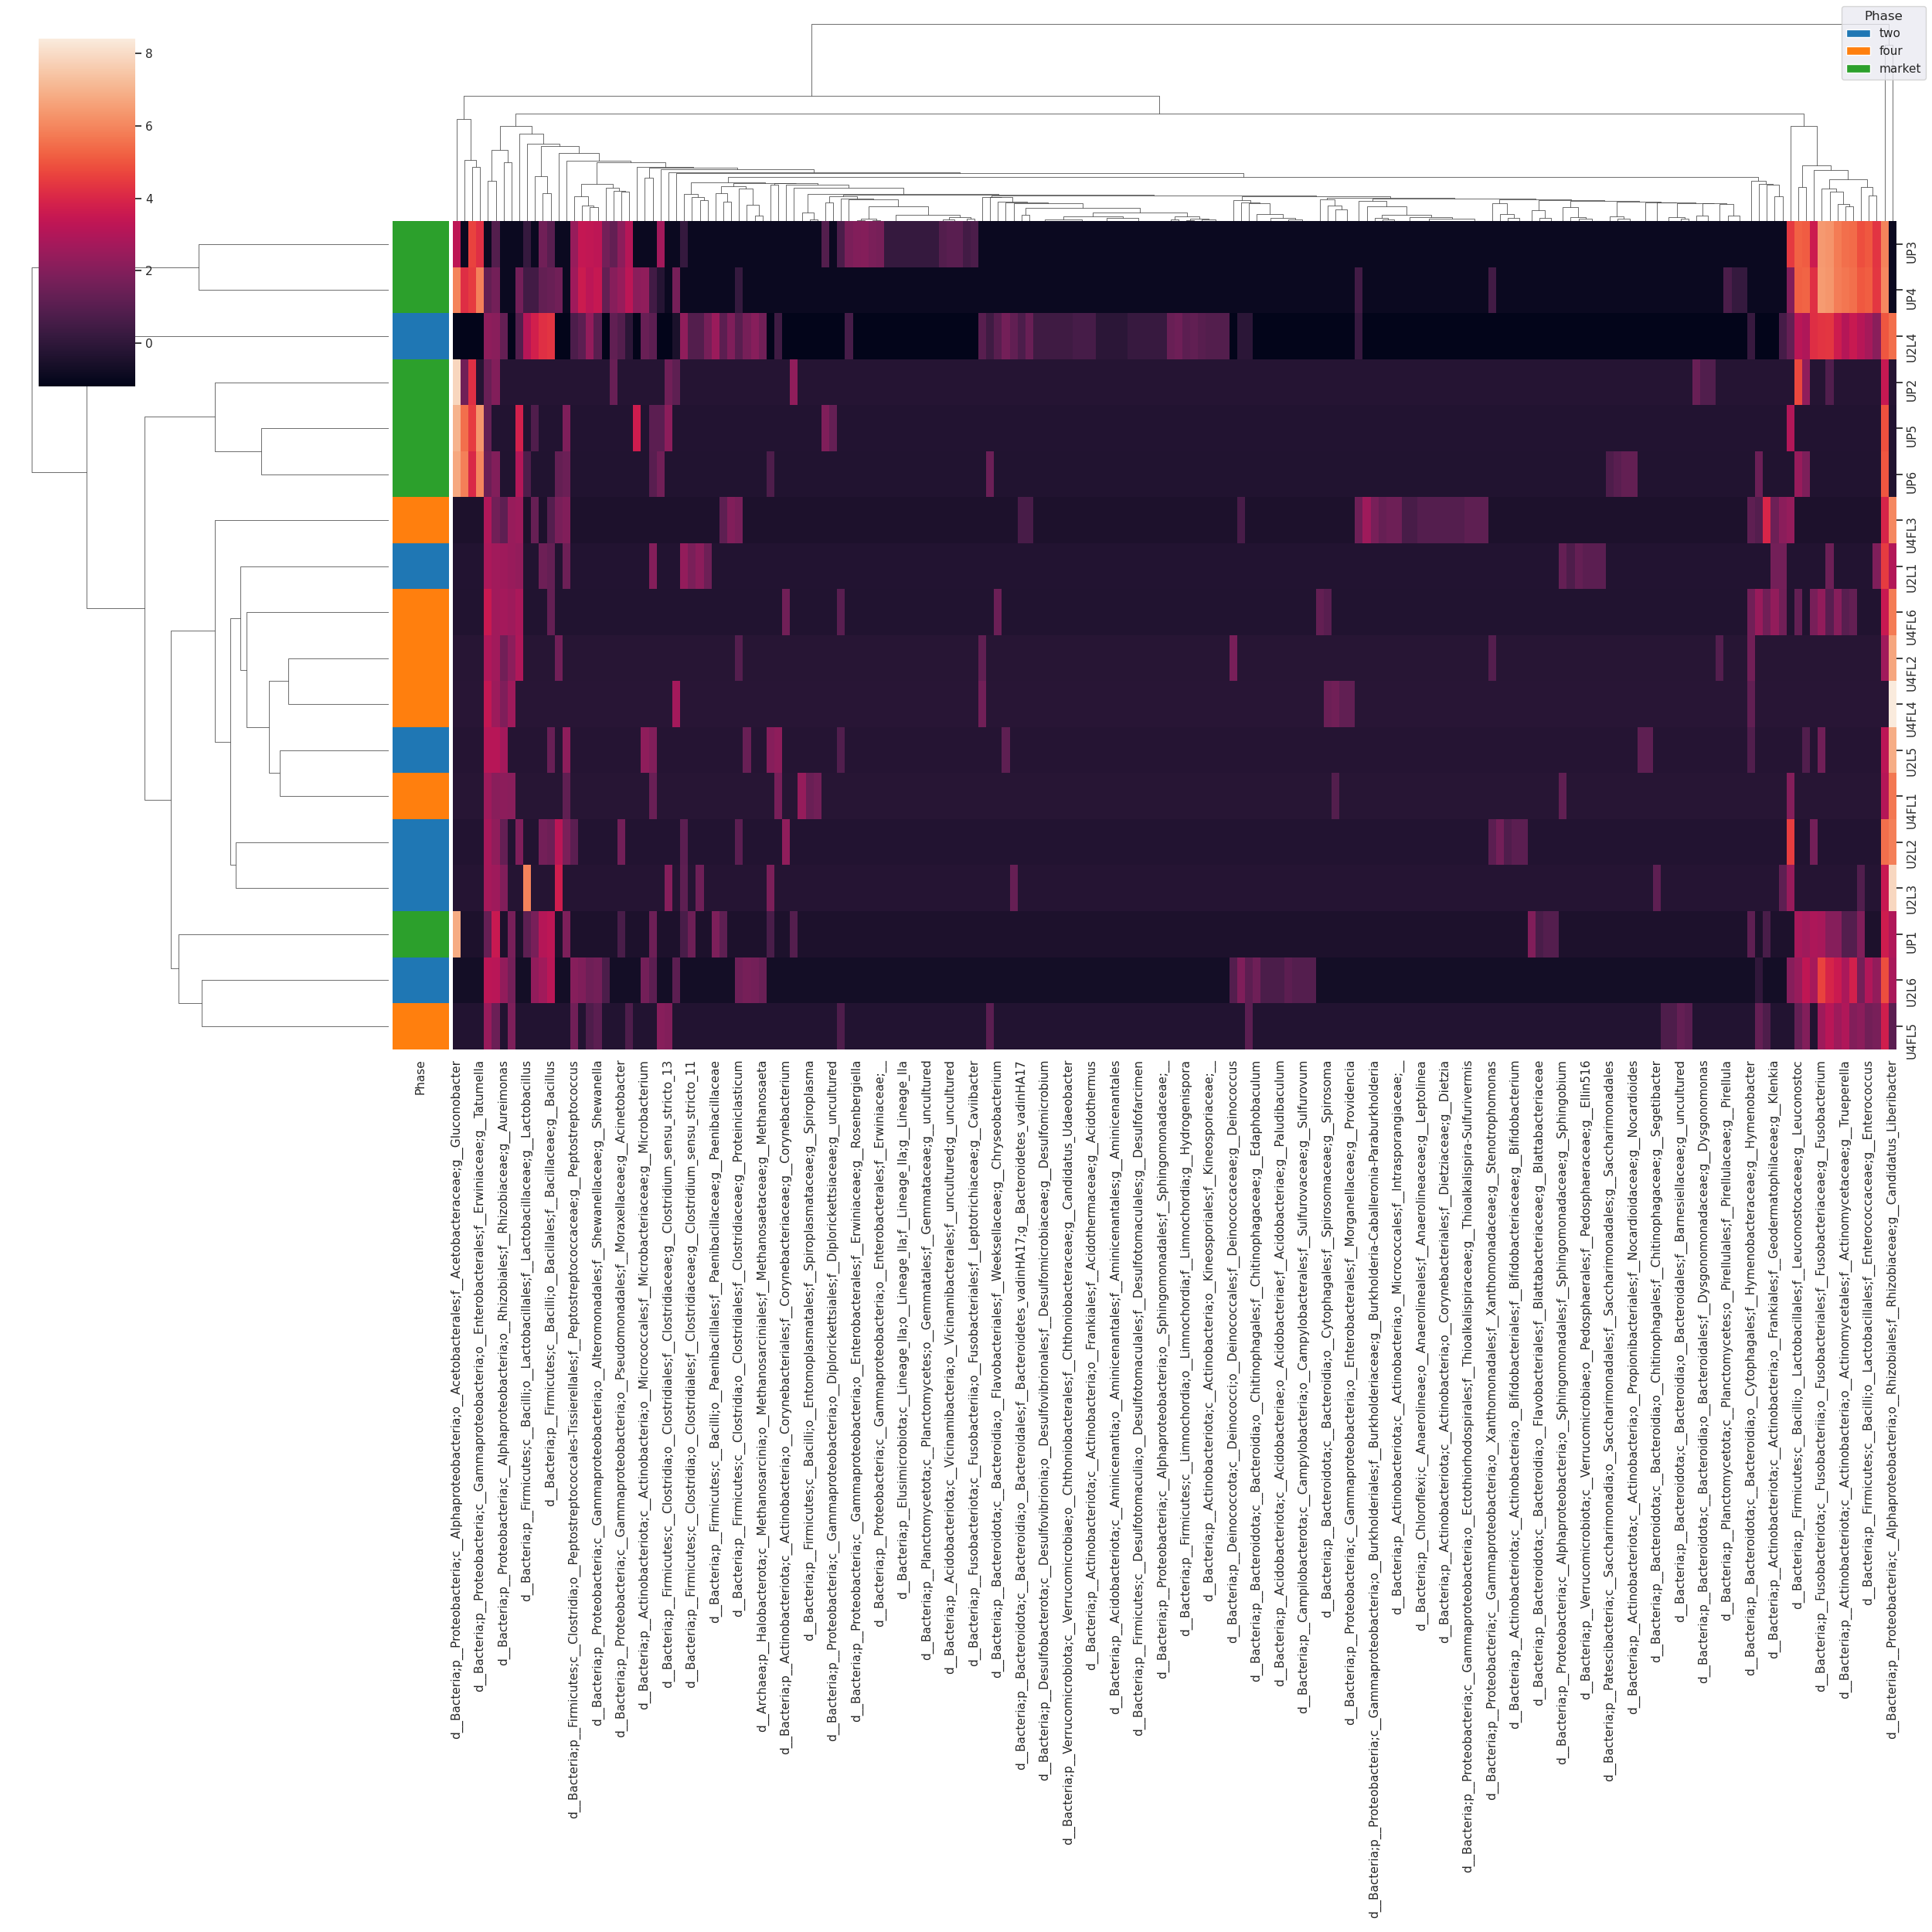 Phase
two
four
market
8
6
4
2
0
UP3
UP4
U2L4
UP2
UP5
UP6
U4FL3
U2L1
U4FL6
U4FL2
U4FL4
U2L5
U4FL1
U2L2
U2L3
UP1
U2L6
U4FL5
Phase
d__Bacteria;p__Proteobacteria;c__Alphaproteobacteria;o__Acetobacterales;f__Acetobacteraceae;g__Gluconobacter
d__Bacteria;p__Proteobacteria;c__Gammaproteobacteria;o__Enterobacterales;f__Erwiniaceae;g__Tatumella
d__Bacteria;p__Proteobacteria;c__Alphaproteobacteria;o__Rhizobiales;f__Rhizobiaceae;g__Aureimonas
d__Bacteria;p__Firmicutes;c__Bacilli;o__Lactobacillales;f__Lactobacillaceae;g__Lactobacillus
d__Bacteria;p__Firmicutes;c__Bacilli;o__Bacillales;f__Bacillaceae;g__Bacillus
d__Bacteria;p__Firmicutes;c__Clostridia;o__Peptostreptococcales-Tissierellales;f__Peptostreptococcaceae;g__Peptostreptococcus
d__Bacteria;p__Proteobacteria;c__Gammaproteobacteria;o__Alteromonadales;f__Shewanellaceae;g__Shewanella
d__Bacteria;p__Proteobacteria;c__Gammaproteobacteria;o__Pseudomonadales;f__Moraxellaceae;g__Acinetobacter
d__Bacteria;p__Actinobacteriota;c__Actinobacteria;o__Micrococcales;f__Microbacteriaceae;g__Microbacterium
d__Bacteria;p__Firmicutes;c__Clostridia;o__Clostridiales;f__Clostridiaceae;g__Clostridium_sensu_stricto_13
d__Bacteria;p__Firmicutes;c__Clostridia;o__Clostridiales;f__Clostridiaceae;g__Clostridium_sensu_stricto_11
d__Bacteria;p__Firmicutes;c__Bacilli;o__Paenibacillales;f__Paenibacillaceae;g__Paenibacillaceae
d__Bacteria;p__Firmicutes;c__Clostridia;o__Clostridiales;f__Clostridiaceae;g__Proteiniclasticum
d__Archaea;p__Halobacterota;c__Methanosarcinia;o__Methanosarciniales;f__Methanosaetaceae;g__Methanosaeta
d__Bacteria;p__Actinobacteriota;c__Actinobacteria;o__Corynebacteriales;f__Corynebacteriaceae;g__Corynebacterium
d__Bacteria;p__Firmicutes;c__Bacilli;o__Entomoplasmatales;f__Spiroplasmataceae;g__Spiroplasma
d__Bacteria;p__Proteobacteria;c__Gammaproteobacteria;o__Diplorickettsiales;f__Diplorickettsiaceae;g__uncultured
d__Bacteria;p__Proteobacteria;c__Gammaproteobacteria;o__Enterobacterales;f__Erwiniaceae;g__Rosenbergiella
d__Bacteria;p__Proteobacteria;c__Gammaproteobacteria;o__Enterobacterales;f__Erwiniaceae;__
d__Bacteria;p__Elusimicrobiota;c__Lineage_IIa;o__Lineage_IIa;f__Lineage_IIa;g__Lineage_IIa
d__Bacteria;p__Planctomycetota;c__Planctomycetes;o__Gemmatales;f__Gemmataceae;g__uncultured
d__Bacteria;p__Acidobacteriota;c__Vicinamibacteria;o__Vicinamibacterales;f__uncultured;g__uncultured
d__Bacteria;p__Fusobacteriota;c__Fusobacteriia;o__Fusobacteriales;f__Leptotrichiaceae;g__Caviibacter
d__Bacteria;p__Bacteroidota;c__Bacteroidia;o__Flavobacteriales;f__Weeksellaceae;g__Chryseobacterium
d__Bacteria;p__Bacteroidota;c__Bacteroidia;o__Bacteroidales;f__Bacteroidetes_vadinHA17;g__Bacteroidetes_vadinHA17
d__Bacteria;p__Desulfobacterota;c__Desulfovibrionia;o__Desulfovibrionales;f__Desulfomicrobiaceae;g__Desulfomicrobium
d__Bacteria;p__Verrucomicrobiota;c__Verrucomicrobiae;o__Chthoniobacterales;f__Chthoniobacteraceae;g__Candidatus_Udaeobacter
d__Bacteria;p__Actinobacteriota;c__Actinobacteria;o__Frankiales;f__Acidothermaceae;g__Acidothermus
d__Bacteria;p__Acidobacteriota;c__Aminicenantia;o__Aminicenantales;f__Aminicenantales;g__Aminicenantales
d__Bacteria;p__Firmicutes;c__Desulfotomaculia;o__Desulfotomaculales;f__Desulfotomaculales;g__Desulfofarcimen
d__Bacteria;p__Proteobacteria;c__Alphaproteobacteria;o__Sphingomonadales;f__Sphingomonadaceae;__
d__Bacteria;p__Firmicutes;c__Limnochordia;o__Limnochordia;f__Limnochordia;g__Hydrogenispora
d__Bacteria;p__Actinobacteriota;c__Actinobacteria;o__Kineosporiales;f__Kineosporiaceae;__
d__Bacteria;p__Deinococcota;c__Deinococci;o__Deinococcales;f__Deinococcaceae;g__Deinococcus
d__Bacteria;p__Bacteroidota;c__Bacteroidia;o__Chitinophagales;f__Chitinophagaceae;g__Edaphobaculum
d__Bacteria;p__Acidobacteriota;c__Acidobacteriae;o__Acidobacteriales;f__Acidobacteriaceae;g__Paludibaculum
d__Bacteria;p__Campilobacterota;c__Campylobacteria;o__Campylobacterales;f__Sulfurovaceae;g__Sulfurovum
d__Bacteria;p__Bacteroidota;c__Bacteroidia;o__Cytophagales;f__Spirosomaceae;g__Spirosoma
d__Bacteria;p__Proteobacteria;c__Gammaproteobacteria;o__Enterobacterales;f__Morganellaceae;g__Providencia
d__Bacteria;p__Proteobacteria;c__Gammaproteobacteria;o__Burkholderiales;f__Burkholderiaceae;g__Burkholderia-Caballeronia-Paraburkholderia
d__Bacteria;p__Actinobacteriota;c__Actinobacteria;o__Micrococcales;f__Intrasporangiaceae;__
d__Bacteria;p__Chloroflexi;c__Anaerolineae;o__Anaerolineales;f__Anaerolineaceae;g__Leptolinea
d__Bacteria;p__Actinobacteriota;c__Actinobacteria;o__Corynebacteriales;f__Dietziaceae;g__Dietzia
d__Bacteria;p__Proteobacteria;c__Gammaproteobacteria;o__Ectothiorhodospirales;f__Thioalkalispiraceae;g__Thioalkalispira-Sulfurivermis
d__Bacteria;p__Proteobacteria;c__Gammaproteobacteria;o__Xanthomonadales;f__Xanthomonadaceae;g__Stenotrophomonas
d__Bacteria;p__Actinobacteriota;c__Actinobacteria;o__Bifidobacteriales;f__Bifidobacteriaceae;g__Bifidobacterium
d__Bacteria;p__Bacteroidota;c__Bacteroidia;o__Flavobacteriales;f__Blattabacteriaceae;g__Blattabacteriaceae
d__Bacteria;p__Proteobacteria;c__Alphaproteobacteria;o__Sphingomonadales;f__Sphingomonadaceae;g__Sphingobium
d__Bacteria;p__Verrucomicrobiota;c__Verrucomicrobiae;o__Pedosphaerales;f__Pedosphaeraceae;g__Ellin516
d__Bacteria;p__Patescibacteria;c__Saccharimonadia;o__Saccharimonadales;f__Saccharimonadales;g__Saccharimonadales
d__Bacteria;p__Actinobacteriota;c__Actinobacteria;o__Propionibacteriales;f__Nocardioidaceae;g__Nocardioides
d__Bacteria;p__Bacteroidota;c__Bacteroidia;o__Chitinophagales;f__Chitinophagaceae;g__Segetibacter
d__Bacteria;p__Bacteroidota;c__Bacteroidia;o__Bacteroidales;f__Barnesiellaceae;g__uncultured
d__Bacteria;p__Bacteroidota;c__Bacteroidia;o__Bacteroidales;f__Dysgonomonadaceae;g__Dysgonomonas
d__Bacteria;p__Planctomycetota;c__Planctomycetes;o__Pirellulales;f__Pirellulaceae;g__Pirellula
d__Bacteria;p__Bacteroidota;c__Bacteroidia;o__Cytophagales;f__Hymenobacteraceae;g__Hymenobacter
d__Bacteria;p__Actinobacteriota;c__Actinobacteria;o__Frankiales;f__Geodermatophilaceae;g__Klenkia
d__Bacteria;p__Firmicutes;c__Bacilli;o__Lactobacillales;f__Leuconostocaceae;g__Leuconostoc
d__Bacteria;p__Fusobacteriota;c__Fusobacteriia;o__Fusobacteriales;f__Fusobacteriaceae;g__Fusobacterium
d__Bacteria;p__Actinobacteriota;c__Actinobacteria;o__Actinomycetales;f__Actinomycetaceae;g__Trueperella
d__Bacteria;p__Firmicutes;c__Bacilli;o__Lactobacillales;f__Enterococcaceae;g__Enterococcus
d__Bacteria;p__Proteobacteria;c__Alphaproteobacteria;o__Rhizobiales;f__Rhizobiaceae;g__Candidatus_Liberibacter